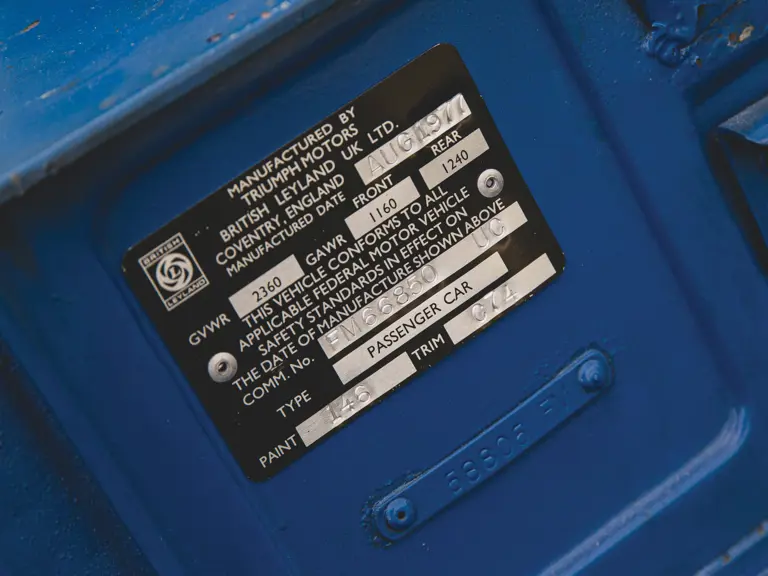 MANUFACTURED BY
TRIUMPH MOTORS
BRITISH LEYLAND UK LTD.
COVENTRY, ENGLAND
MANUFACTURED DATE AUG 1977
BRITISH
L
LEYLAND
GVWR 2360 GAWR FRONT 1160 REAR 1240
THIS VEHICLE CONFORMS TO ALL
APPLICABLE FEDERAL MOTOR VEHICLE
SAFETY STANDARDS IN EFFECT ON
THE DATE OF MANUFACTURE SHOWN ABOVE
COMM. No. FM66850 UC
TYPE PASSENGER CAR
PAINT 146 TRIM